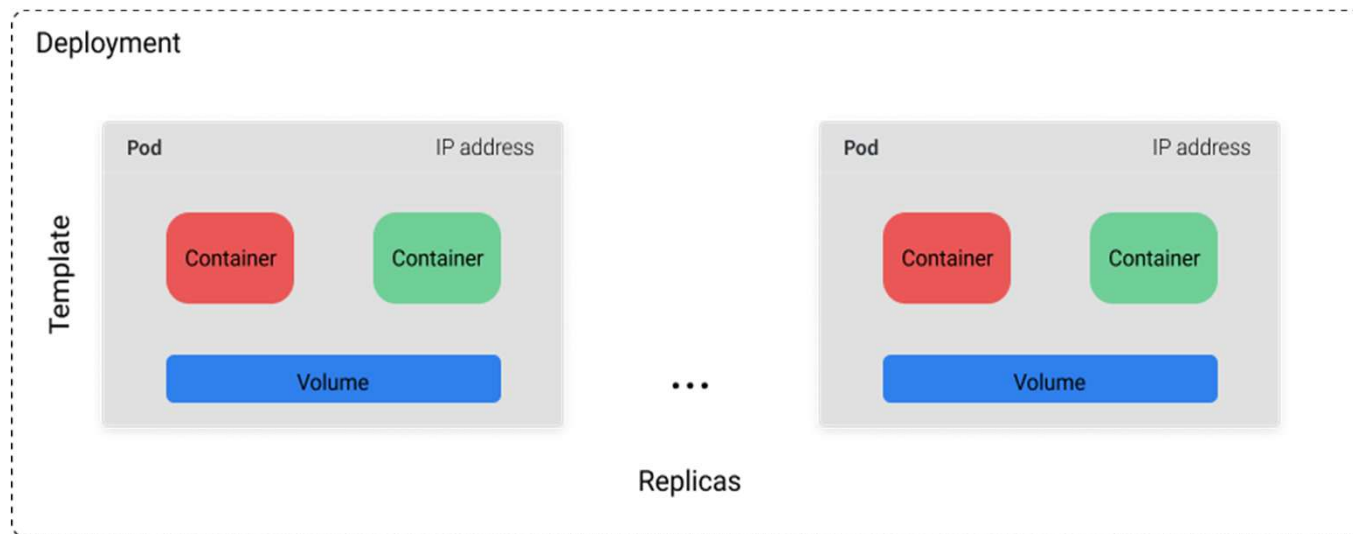 Deployment
Pod IP address
Pod IP address
Template
Container
Container
Container
Container
Volume
Volume
...
Replicas